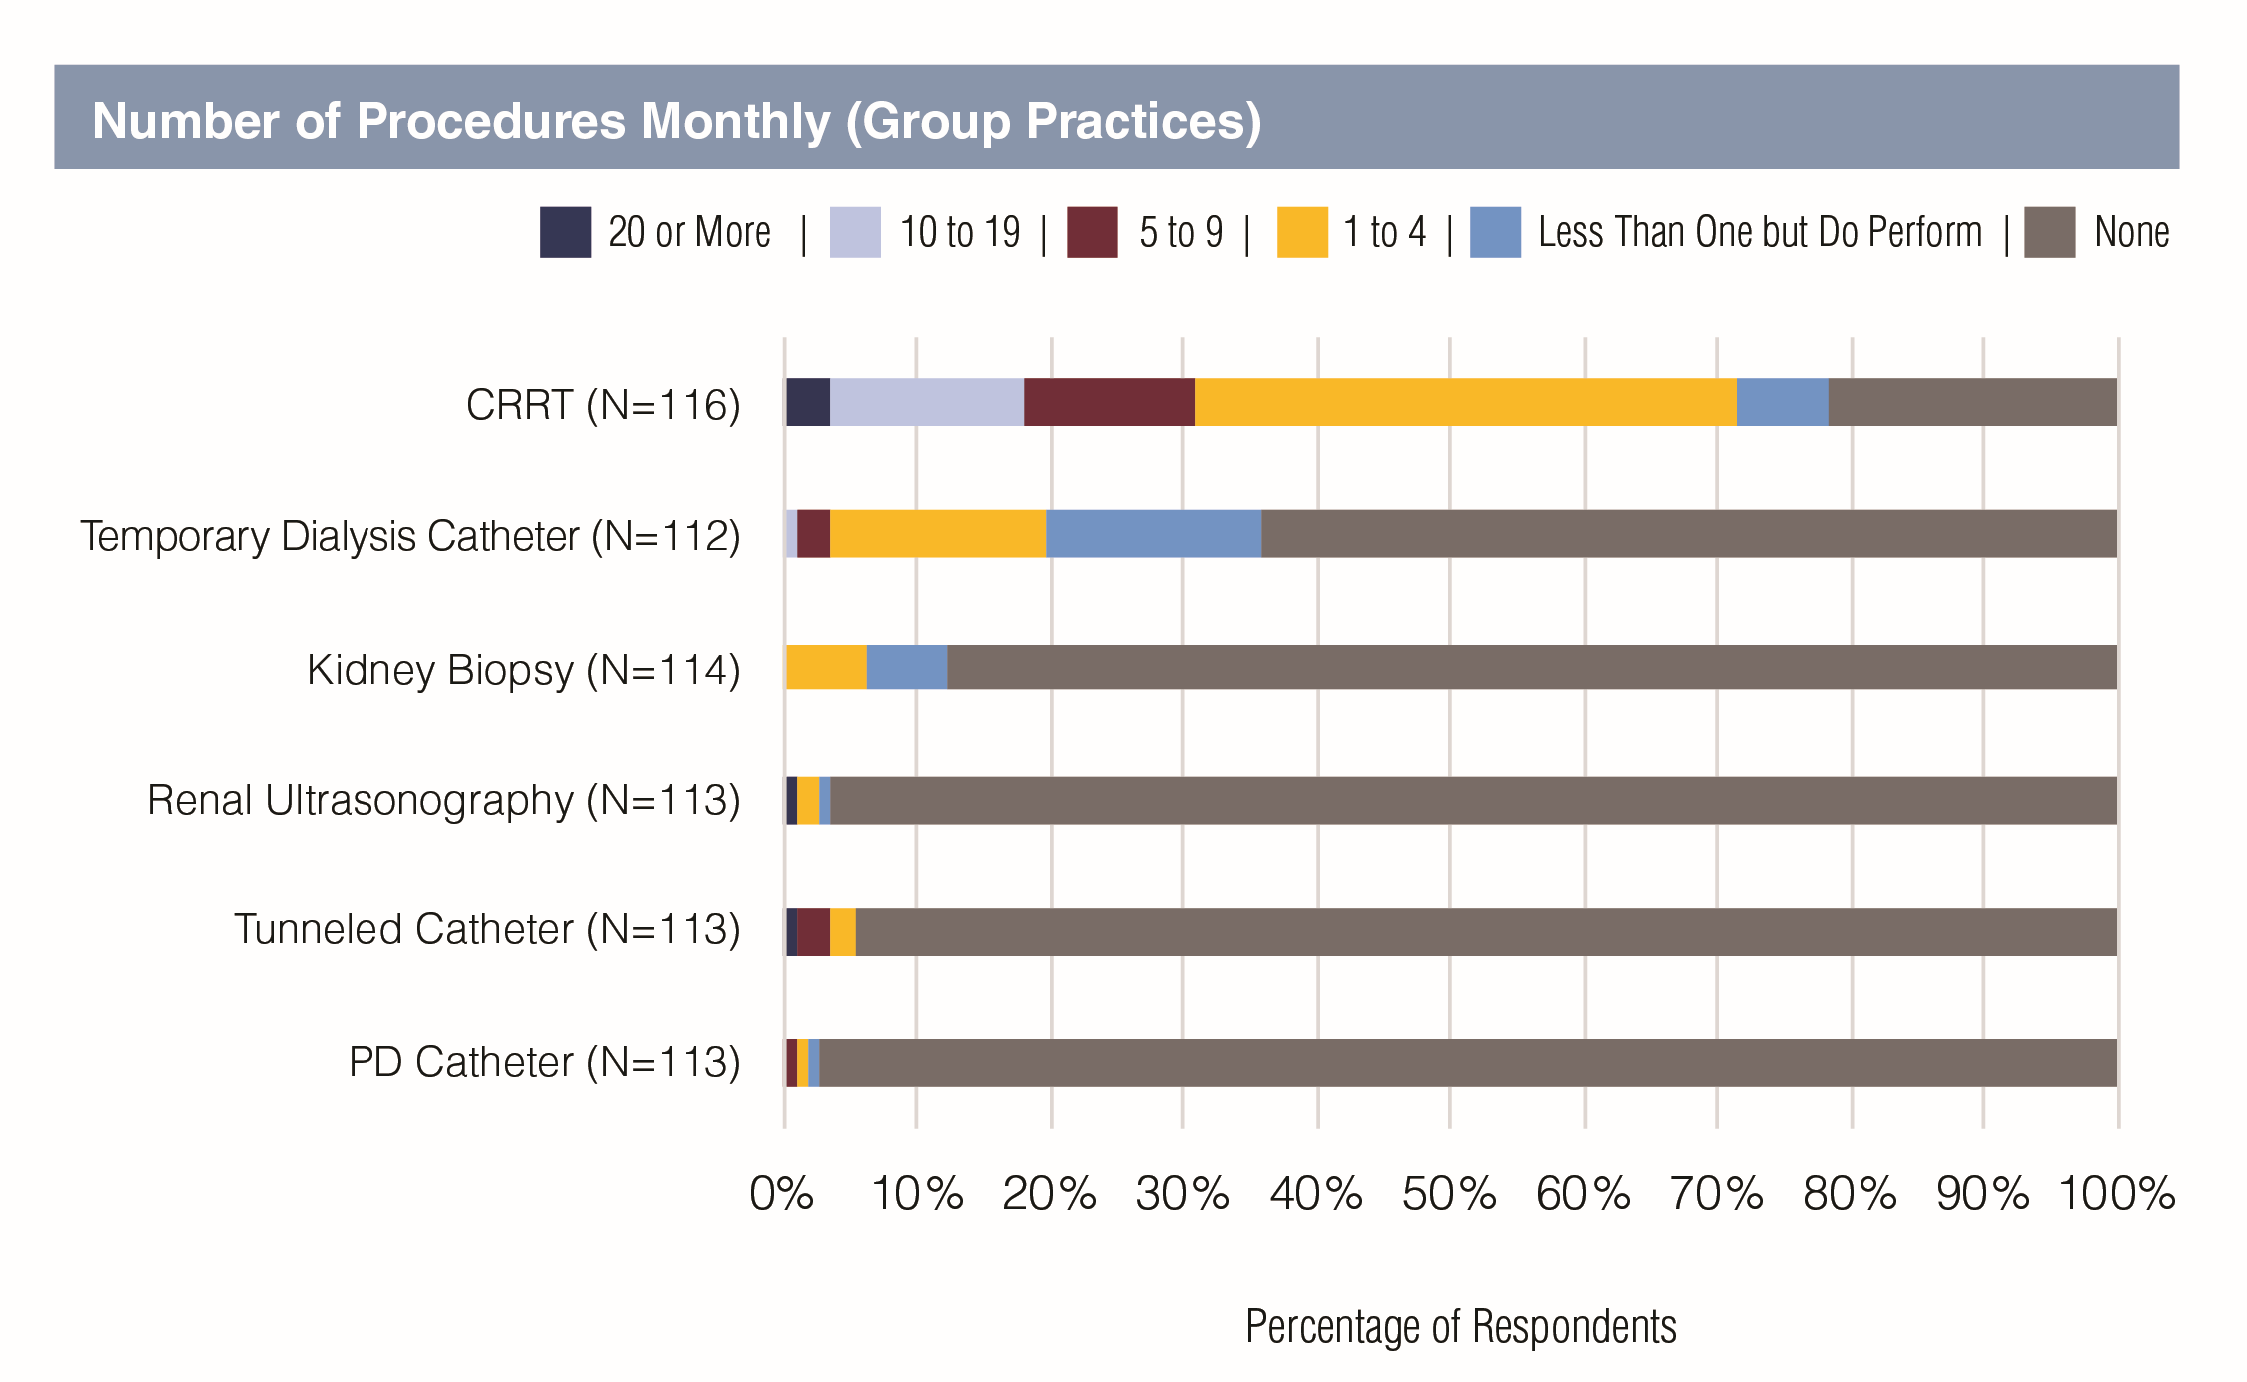 Number of Procedures Monthly (Group Practices)
20 or More | 10 to 19 | 5 to 9 | 1 to 4 | Less Than One but Do Perform | None
CRRT (N=116)
Temporary Dialysis Catheter (N=112)
Kidney Biopsy (N=114)
Renal Ultrasonography (N=113)
Tunneled Catheter (N=113)
PD Catheter (N=113)
0% 10% 20% 30% 40% 50% 60% 70% 80% 90% 100%
Percentage of Respondents